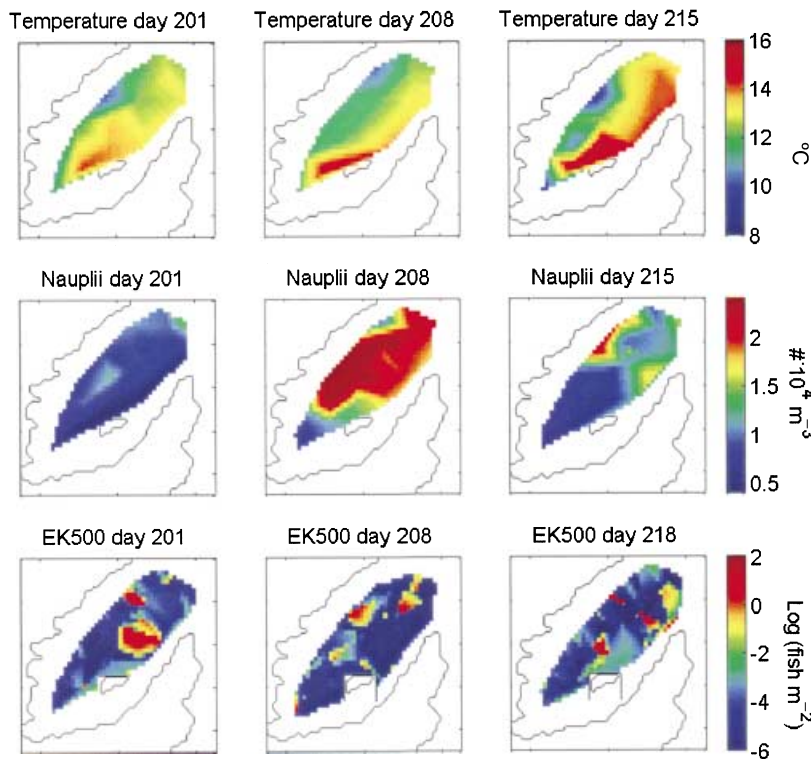 Temperature day 201
Temperature day 208
Temperature day 215
16
14
12
10
8
°C
Nauplii day 201
Nauplii day 208
Nauplii day 215
2
1.5
1
0.5
#·10⁴ m⁻³
EK500 day 201
EK500 day 208
EK500 day 218
2
0
-6
-2
-4
-6
Log (fish m⁻²)